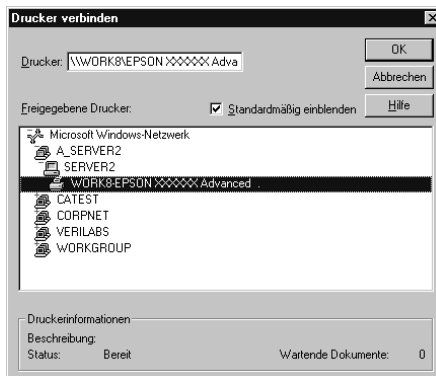 Drucker verbinden
Drucker: \\WORK8\EPSON XXXXXX Adva
OK
Abbrechen
Freigegebene Drucker:
Standardmäßig einblenden
Hilfe
Microsoft Windows-Netzwerk
A_SERVER2
SERVER2
WORK8-EPSON XXXXXX Advanced .
CATEST
CORPNET
VERILABS
WORKGROUP
Druckerinformationen
Beschreibung:
Status: Bereit
Wartende Dokumente: 0